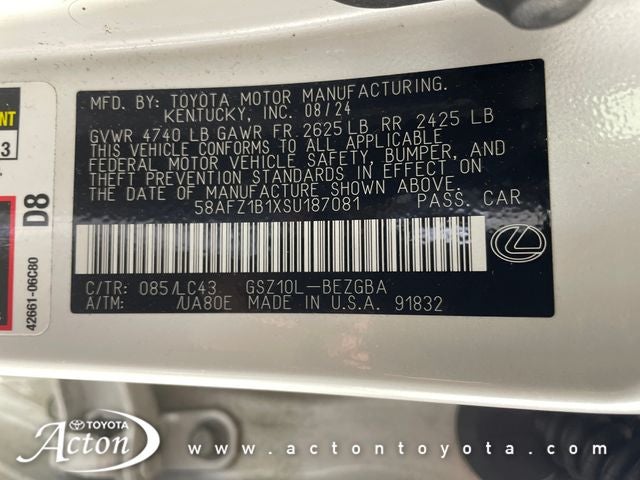 MFD. BY: TOYOTA MOTOR MANUFACTURING.
KENTUCKY, INC. 08/24
GVWR 4740 LB GAWR FR 2625 LB RR 2425 LB
THIS VEHICLE CONFORMS TO ALL APPLICABLE
FEDERAL MOTOR VEHICLE SAFETY, BUMPER, AND
THEFT PREVENTION STANDARDS IN EFFECT ON
THE DATE OF MANUFACTURE SHOWN ABOVE.
58AFZ1B1XSU187081 PASS. CAR
C/TR: 085/LC43 GSZ10L-BEZGBA
A/TM: /UA80E MADE IN U.S.A. 91832
NT
3
D8
42661-06C80
TOYOTA
Acton
www.actontoyota.com